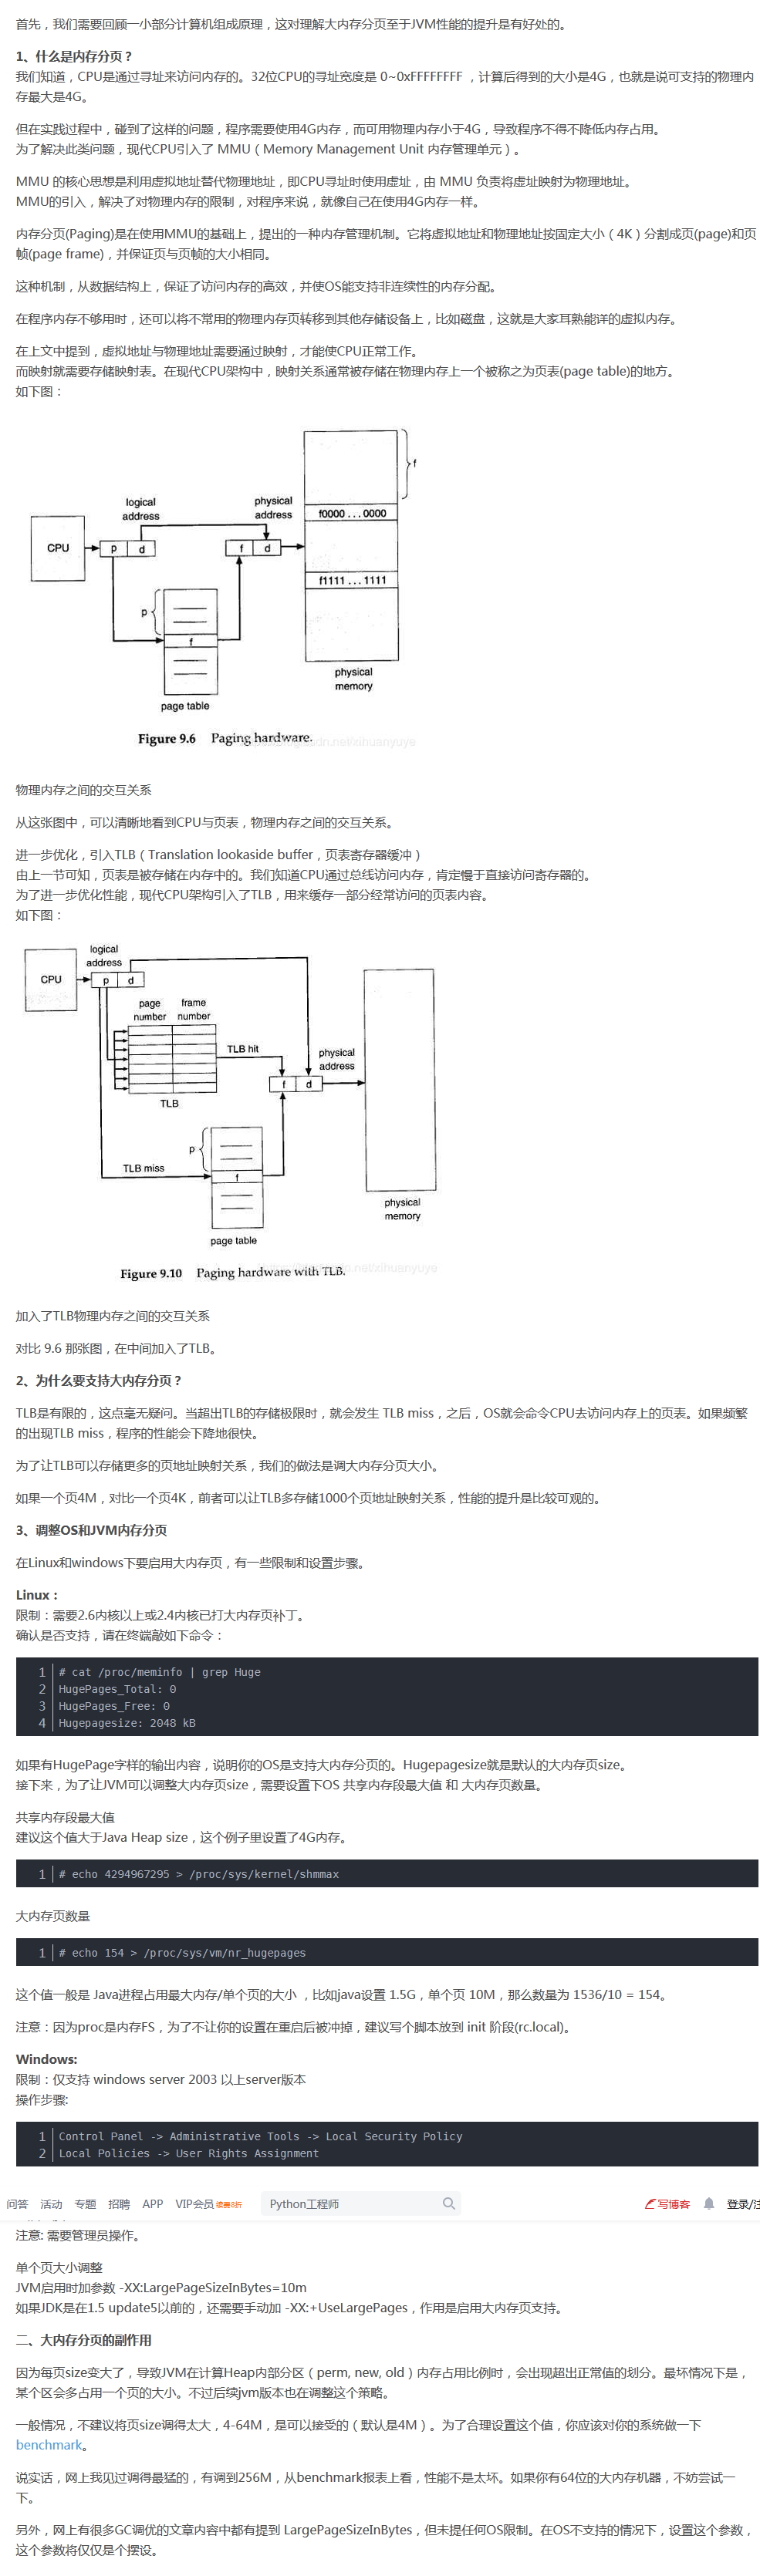 首先，我们需要回顾一小部分计算机组成原理，这对理解大内存分页至于JVM性能的提升是有好处的。
1、什么是内存分页？
我们知道，CPU是通过寻址来访问内存的。32位CPU的寻址宽度是 0~0xFFFFFFFF ，计算后得到的大小是4G，也就是说可支持的物理内
存最大是4G。
但在实践过程中，碰到了这样的问题，程序需要使用4G内存，而可用物理内存小于4G，导致程序不得不降低内存占用。
为了解决此类问题，现代CPU引入了 MMU（Memory Management Unit 内存管理单元）。
MMU 的核心思想是利用虚拟地址替代物理地址，即CPU寻址时使用虚址，由 MMU 负责将虚址映射为物理地址。
MMU的引入，解决了对物理内存的限制，对程序来说，就像自己在使用4G内存一样。
内存分页(Paging)是在使用MMU的基础上，提出的一种内存管理机制。它将虚拟地址和物理地址按固定大小（4K）分割成页(page)和页
帧(page frame)，并保证页与页帧的大小相同。
这种机制，从数据结构上，保证了访问内存的高效，并使OS能支持非连续性的内存分配。
在程序内存不够用时，还可以将不常用的物理内存页转移到其他存储设备上，比如磁盘，这就是大家耳熟能详的虚拟内存。
在上文中提到，虚拟地址与物理地址需要通过映射，才能使CPU正常工作。
而映射就需要存储映射表。在现代CPU架构中，映射关系通常被存储在物理内存上一个被称之为页表(page table)的地方。
如下图：
f
logical
address
physical
address
f0000 . . . 0000
CPU
p d
f d
f1111 . . . 1111
p
f
physical
memory
page table
Figure 9.6 Paging hardware.
物理内存之间的交互关系
从这张图中，可以清晰地看到CPU与页表，物理内存之间的交互关系。
进一步优化，引入TLB（Translation lookaside buffer，页表寄存器缓冲）
由上一节可知，页表是被存储在内存中的。我们知道CPU通过总线访问内存，肯定慢于直接访问寄存器的。
为了进一步优化性能，现代CPU架构引入了TLB，用来缓存一部分经常访问的页表内容。
如下图：
logical
address
CPU
p d
page
number
frame
number
TLB hit
physical
address
f d
TLB
p
TLB miss
f
physical
memory
page table
Figure 9.10 Paging hardware with TLB.
加入了TLB物理内存之间的交互关系
对比 9.6 那张图，在中间加入了TLB。
2、为什么要支持大内存分页？
TLB是有限的，这点毫无疑问。当超出TLB的存储极限时，就会发生 TLB miss，之后，OS就会命令CPU去访问内存上的页表。如果频繁
的出现TLB miss，程序的性能会下降地很快。
为了让TLB可以存储更多的页地址映射关系，我们的做法是调大内存分页大小。
如果一个页4M，对比一个页4K，前者可以让TLB多存储1000个页地址映射关系，性能的提升是比较可观的。
3、调整OS和JVM内存分页
在Linux和windows下要启用大内存页，有一些限制和设置步骤。
Linux：
限制：需要2.6内核以上或2.4内核已打大内存页补丁。
确认是否支持，请在终端敲如下命令：
1 # cat /proc/meminfo | grep Huge
2 HugePages_Total: 0
3 HugePages_Free: 0
4 Hugepagesize: 2048 kB
如果有HugePage字样的输出内容，说明你的OS是支持大内存分页的。Hugepagesize就是默认的大内存页size。
接下来，为了让JVM可以调整大内存页size，需要设置下OS 共享内存段最大值 和 大内存页数量。
共享内存段最大值
建议这个值大于Java Heap size，这个例子里设置了4G内存。
1 # echo 4294967295 > /proc/sys/kernel/shmmax
大内存页数量
1 # echo 154 > /proc/sys/vm/nr_hugepages
这个值一般是 Java进程占用最大内存/单个页的大小 ，比如java设置 1.5G，单个页 10M，那么数量为 1536/10 = 154。
注意：因为proc是内存FS，为了不让你的设置在重启后被冲掉，建议写个脚本放到 init 阶段(rc.local)。
Windows:
限制：仅支持 windows server 2003 以上server版本
操作步骤:
1 Control Panel -> Administrative Tools -> Local Security Policy
2 Local Policies -> User Rights Assignment
问答 活动 专题 招聘 APP VIP会员 续费8折 Python工程师 写博客 登录/注
注意: 需要管理员操作。
单个页大小调整
JVM启用时加参数 -XX:LargePageSizeInBytes=10m
如果JDK是在1.5 update5以前的，还需要手动加 -XX:+UseLargePages，作用是启用大内存页支持。
二、大内存分页的副作用
因为每页size变大了，导致JVM在计算Heap内部分区（perm, new, old）内存占用比例时，会出现超出正常值的划分。最坏情况下是，
某个区会多占用一个页的大小。不过后续jvm版本也在调整这个策略。
一般情况，不建议将页size调得太大，4-64M，是可以接受的（默认是4M）。为了合理设置这个值，你应该对你的系统做一下
benchmark。
说实话，网上我见过调得最猛的，有调到256M，从benchmark报表上看，性能不是太坏。如果你有64位的大内存机器，不妨尝试一
下。
另外，网上有很多GC调优的文章内容中都有提到 LargePageSizeInBytes，但未提任何OS限制。在OS不支持的情况下，设置这个参数，
这个参数将仅仅是个摆设。